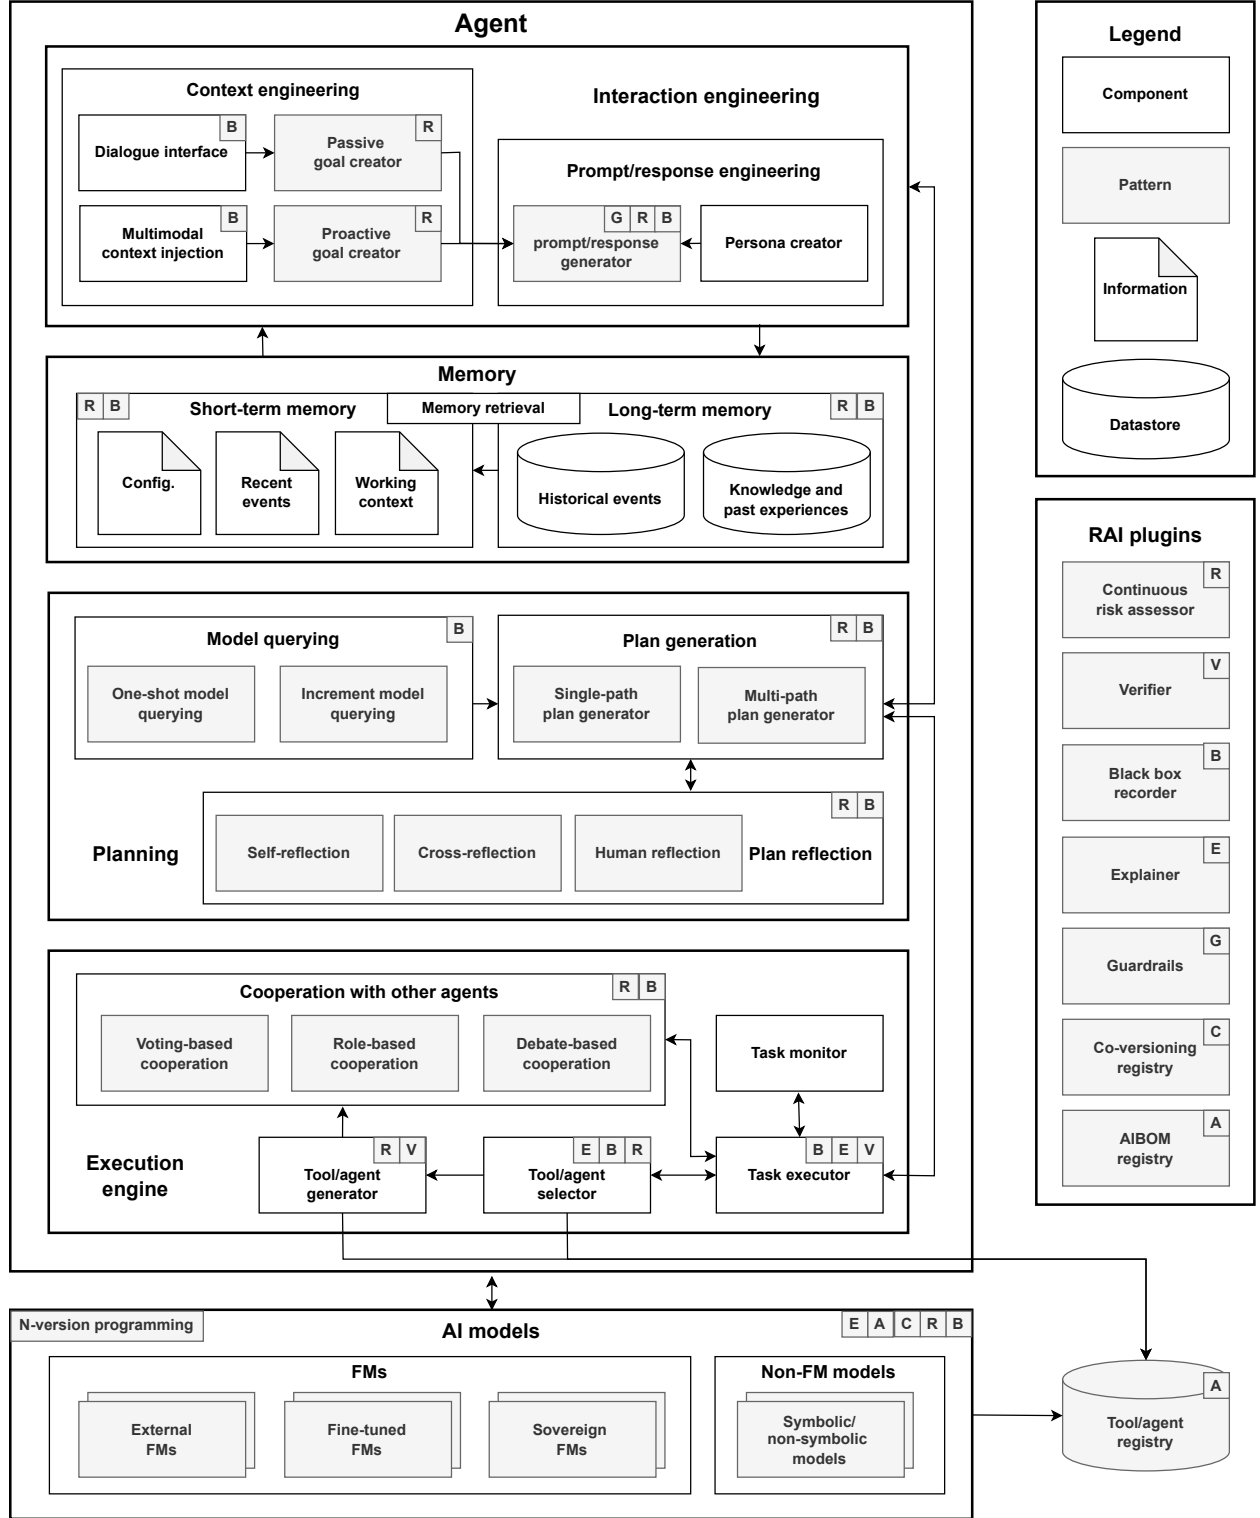 Agent
Context engineering
Interaction engineering
B
Dialogue interface
R
Passive
goal creator
B
Multimodal
context injection
R
Proactive
goal creator
Prompt/response engineering
G R B
prompt/response
generator
Persona creator
Memory
R B
Short-term memory
Memory retrieval
Long-term memory
R B
Config.
Recent
events
Working
context
Historical events
Knowledge and
past experiences
Model querying
B
One-shot model
querying
Increment model
querying
Plan generation
R B
Single-path
plan generator
Multi-path
plan generator
Planning
R B
Self-reflection
Cross-reflection
Human reflection
Plan reflection
Cooperation with other agents
R B
Voting-based
cooperation
Role-based
cooperation
Debate-based
cooperation
Task monitor
Execution
engine
R V
Tool/agent
generator
E B R
Tool/agent
selector
B E V
Task executor
N-version programming
AI models
E A C R B
FMs
External
FMs
Fine-tuned
FMs
Sovereign
FMs
Non-FM models
Symbolic/
non-symbolic
models
A
Tool/agent
registry
Legend
Component
Pattern
Information
Datastore
RAI plugins
R
Continuous
risk assessor
V
Verifier
B
Black box
recorder
E
Explainer
G
Guardrails
C
Co-versioning
registry
A
AIBOM
registry